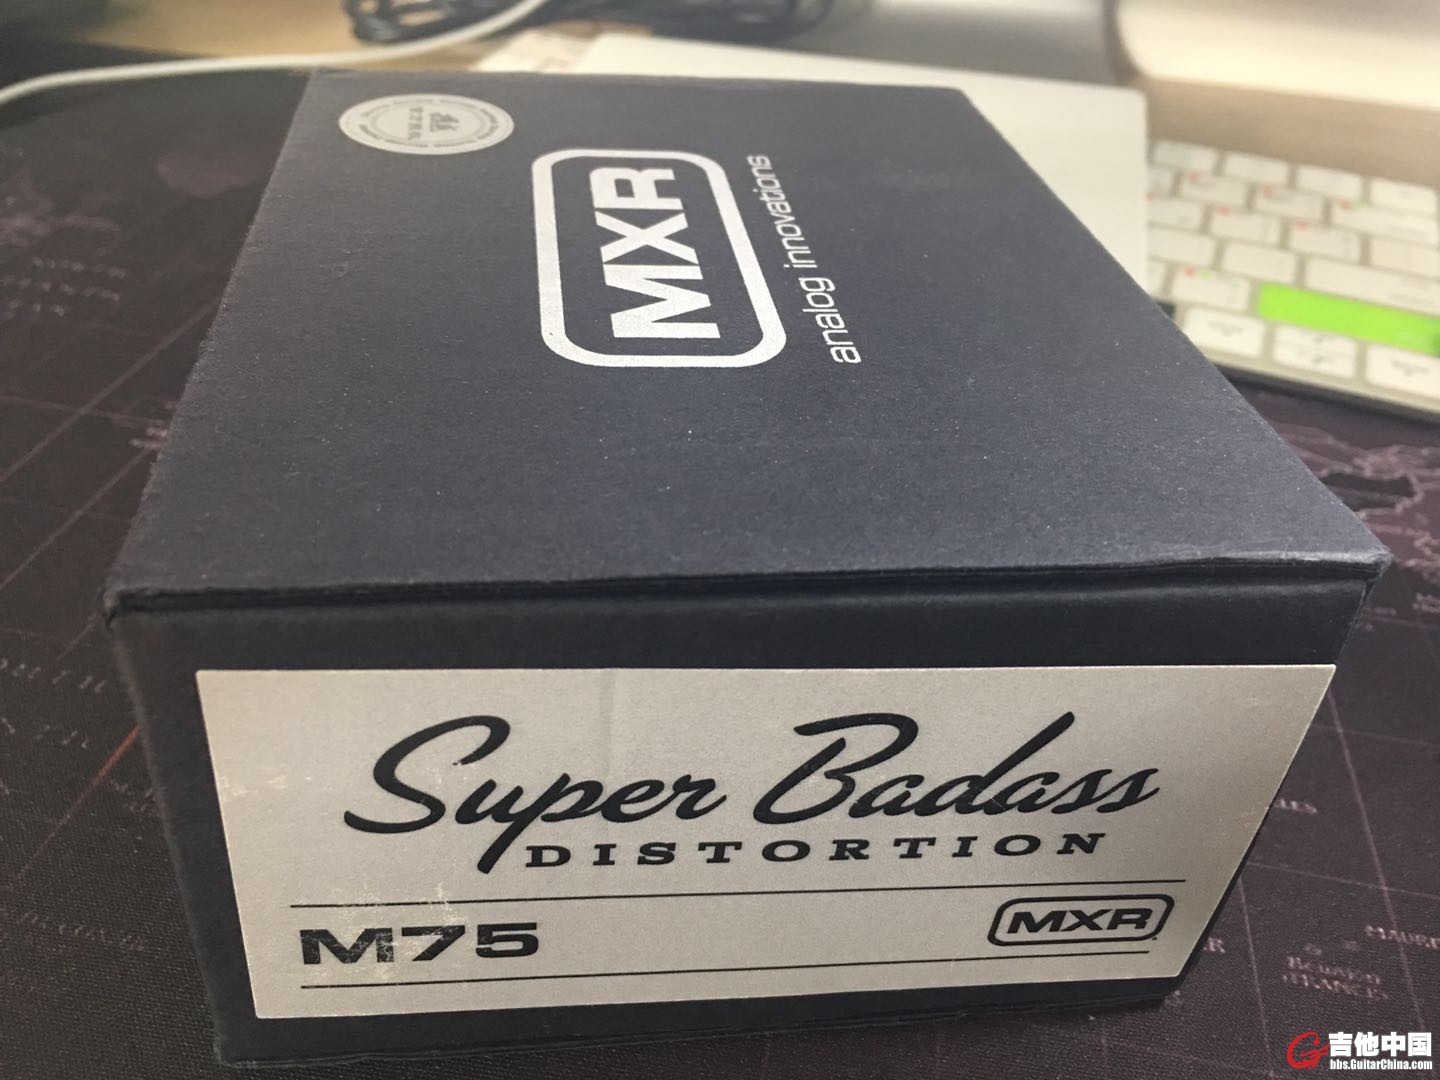 MXR
analog innovations
Super Badass
DISTORTION
M75
MXR
吉他中国
bbs.GuitarChina.com